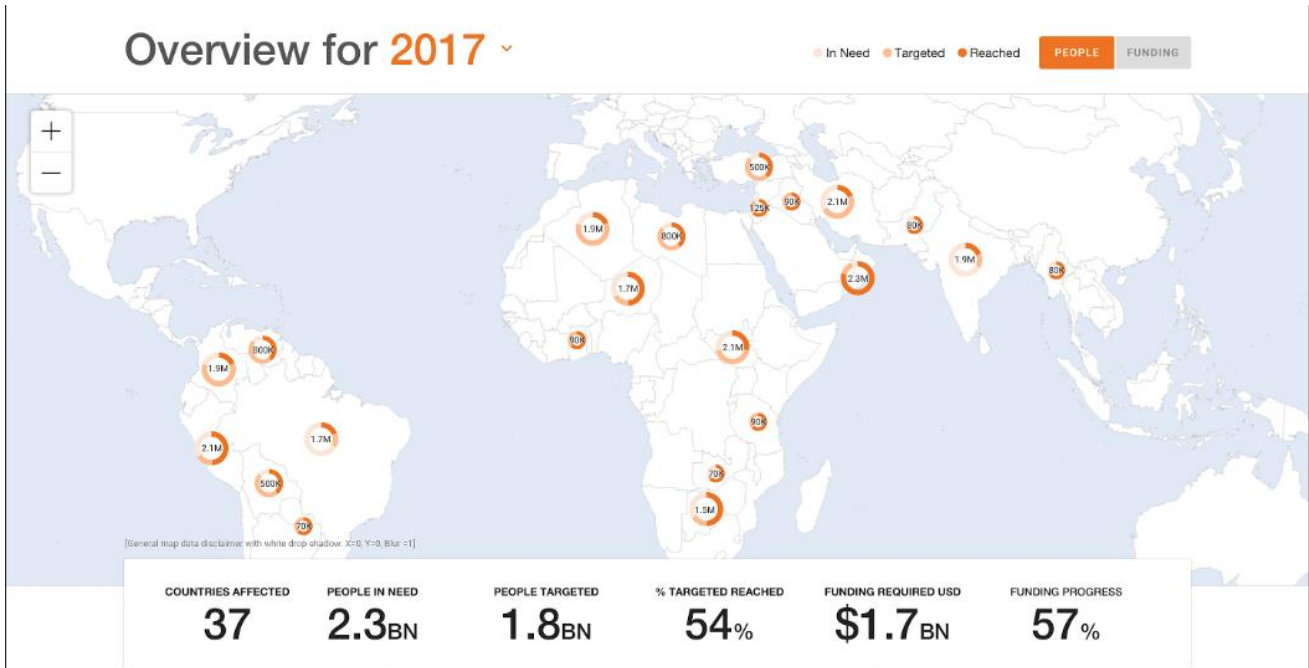 Overview for 2017
In Need Targeted Reached
PEOPLE FUNDING
+
−
500K
125K
90K
2.1M
1.9M
800K
80K
1.9M
80K
2.3M
1.7M
90K
2.1M
800K
1.9M
90K
2.1M
1.7M
70K
500K
1.5M
70K
[General map data disclaimer with white drop shadow: X=0, Y=0, Blur =1]
COUNTRIES AFFECTED
37
PEOPLE IN NEED
2.3BN
PEOPLE TARGETED
1.8BN
% TARGETED REACHED
54%
FUNDING REQUIRED USD
$1.7BN
FUNDING PROGRESS
57%